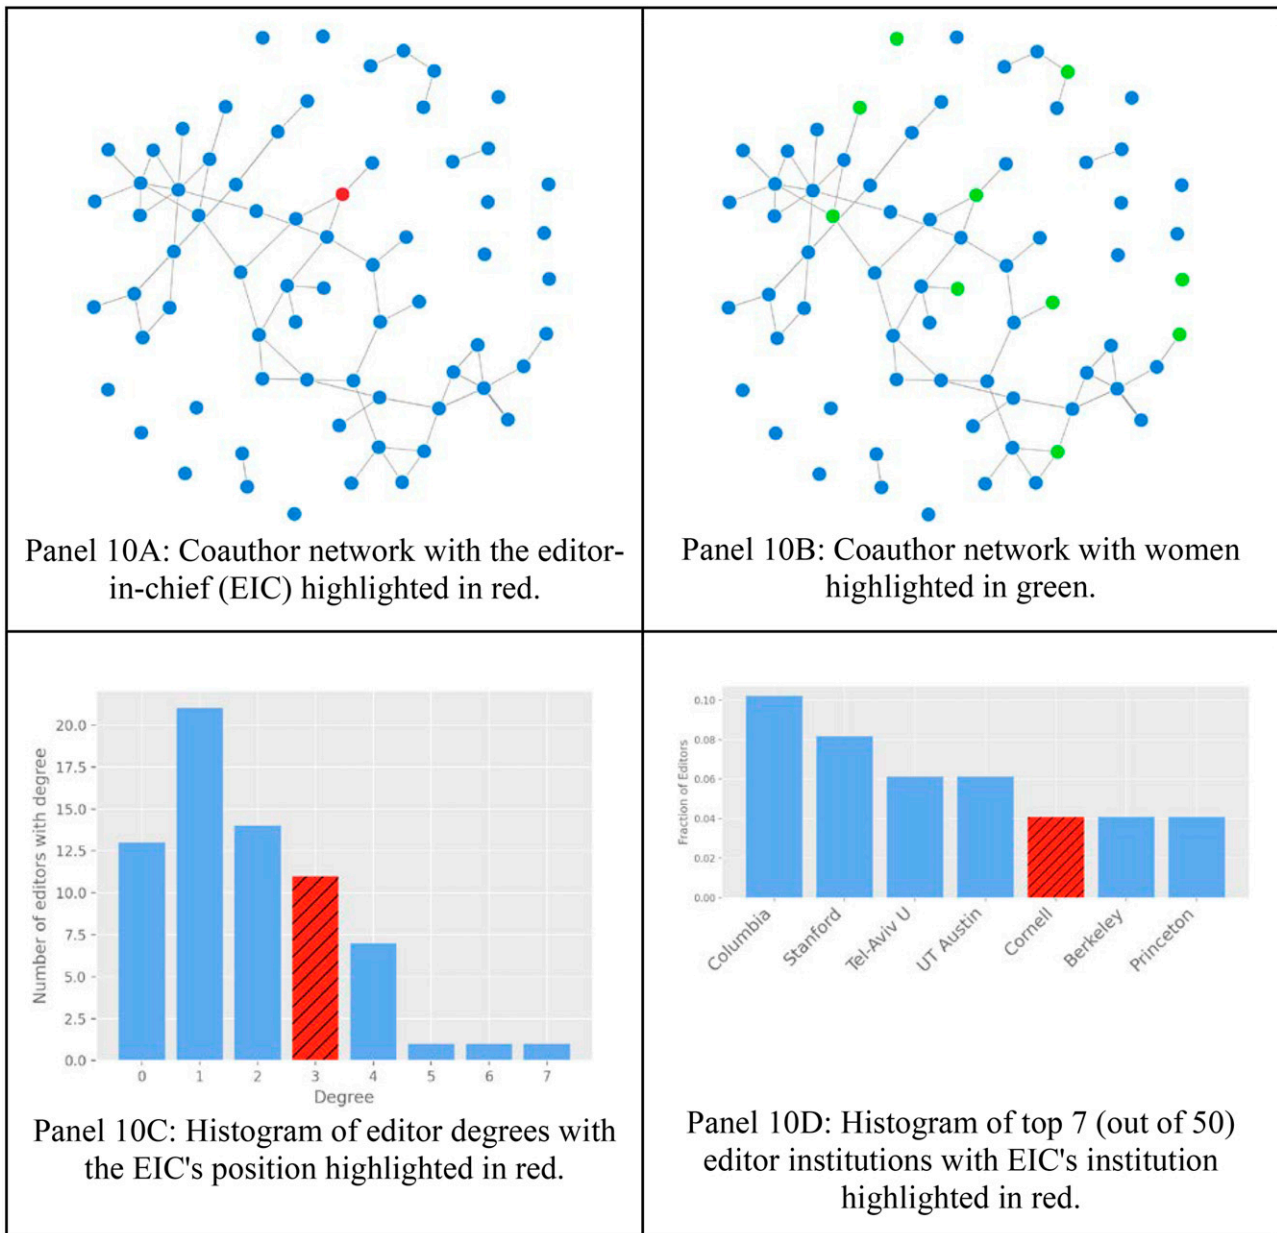 Panel 10A: Coauthor network with the editor-
in-chief (EIC) highlighted in red.
Panel 10B: Coauthor network with women
highlighted in green.
Number of editors with degree
20.0
17.5
15.0
12.5
10.0
7.5
5.0
2.5
0.0
0 1 2 3 4 5 6 7
Degree
Panel 10C: Histogram of editor degrees with
the EIC's position highlighted in red.
Fraction of Editors
0.10
0.08
0.06
0.04
0.02
0.00
Columbia
Stanford
Tel-Aviv U
UT Austin
Cornell
Berkeley
Princeton
Panel 10D: Histogram of top 7 (out of 50)
editor institutions with EIC's institution
highlighted in red.